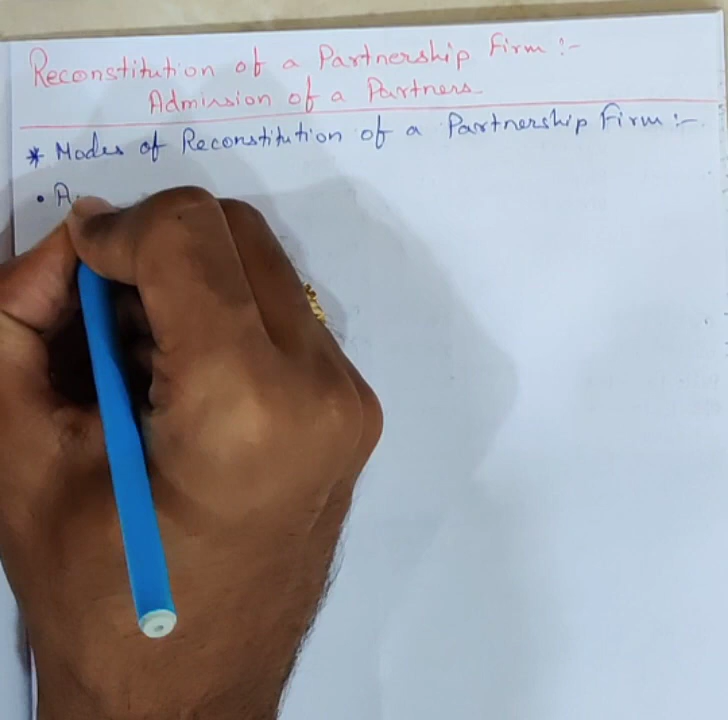 Reconstitution of a Partnership Firm :-
Admission of a Partners
* Modes of Reconstitution of a Partnership Firm :-
• A